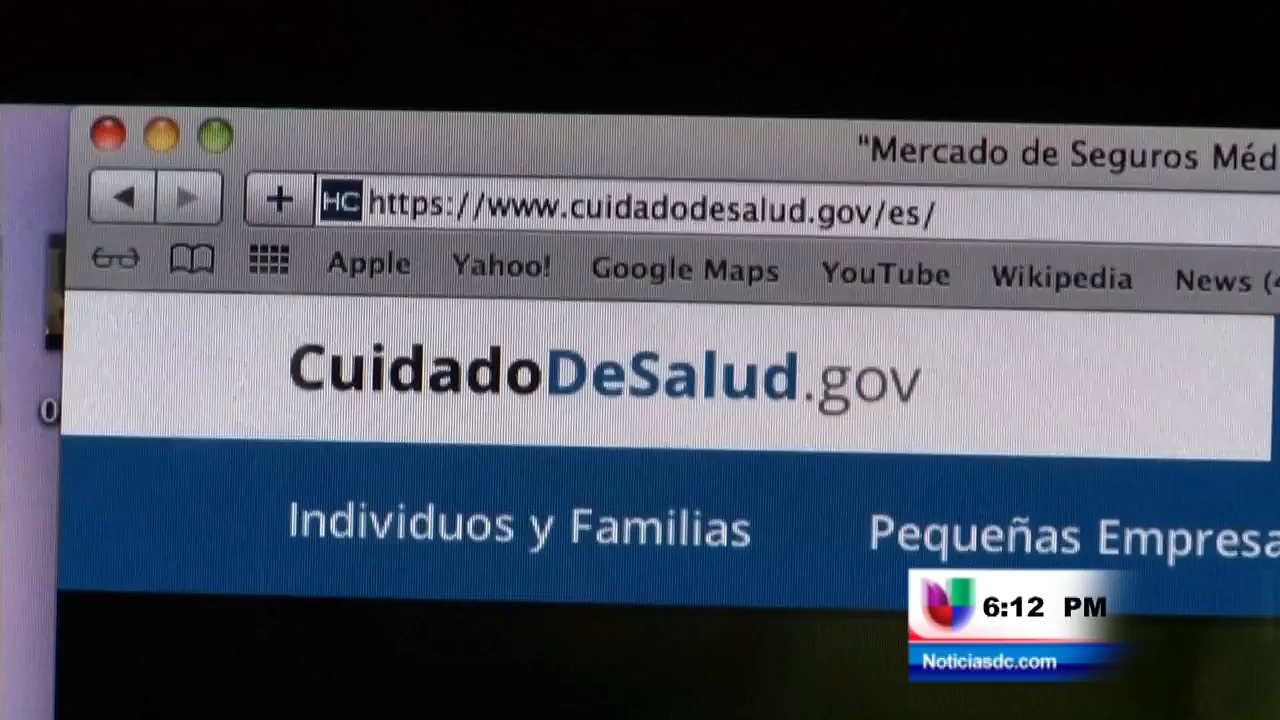 "Mercado de Seguros Méd
HC https://www.cuidadodesalud.gov/es/
Apple Yahoo! Google Maps YouTube Wikipedia News (4
CuidadoDeSalud.gov
Individuos y Familias Pequeñas Empresa
6:12 PM
Noticiasdc.com